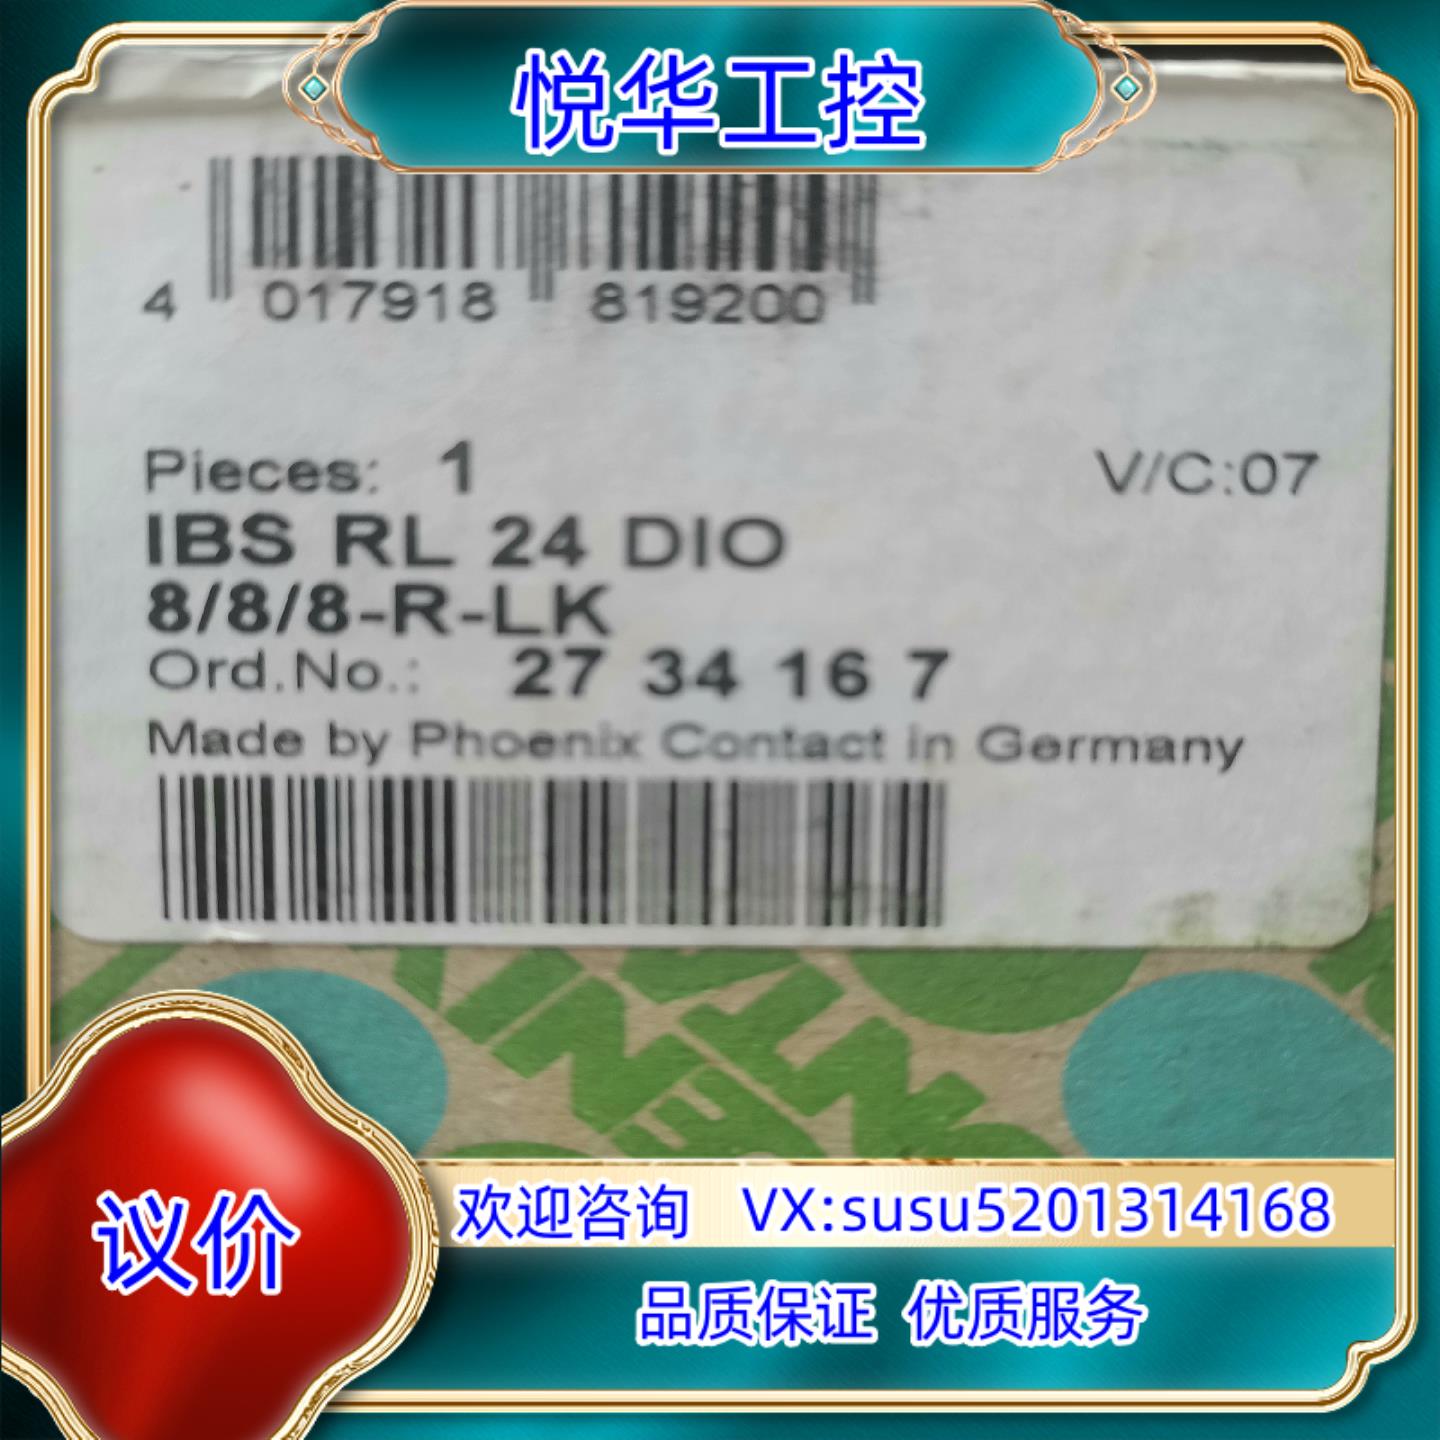 悦华工控
4 017918 819200
Pieces: 1 V/C:07
IBS RL 24 DIO
8/8/8-R-LK
Ord.No.: 27 34 16 7
Made by Phoenix Contact in Germany
议价
欢迎咨询 VX:susu5201314168
品质保证 优质服务